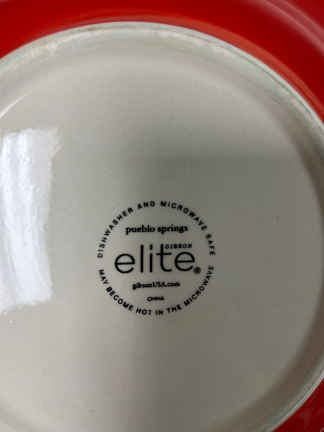 DISHWASHER AND MICROWAVE SAFE
pueblo springs
GIBSON
elite®
gibsonUSA.com
CHINA
MAY BECOME HOT IN THE MICROWAVE